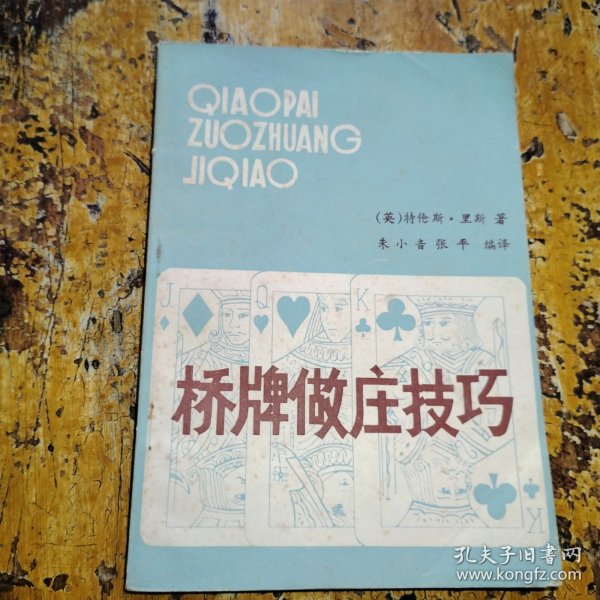 QIAOPAI
ZUOZHUANG
JIQIAO
(英)特伦斯·里斯 著
朱小音 张平 编译
J
Q
K
桥牌做庄技巧
K
孔夫子旧书网
www.kongfz.com